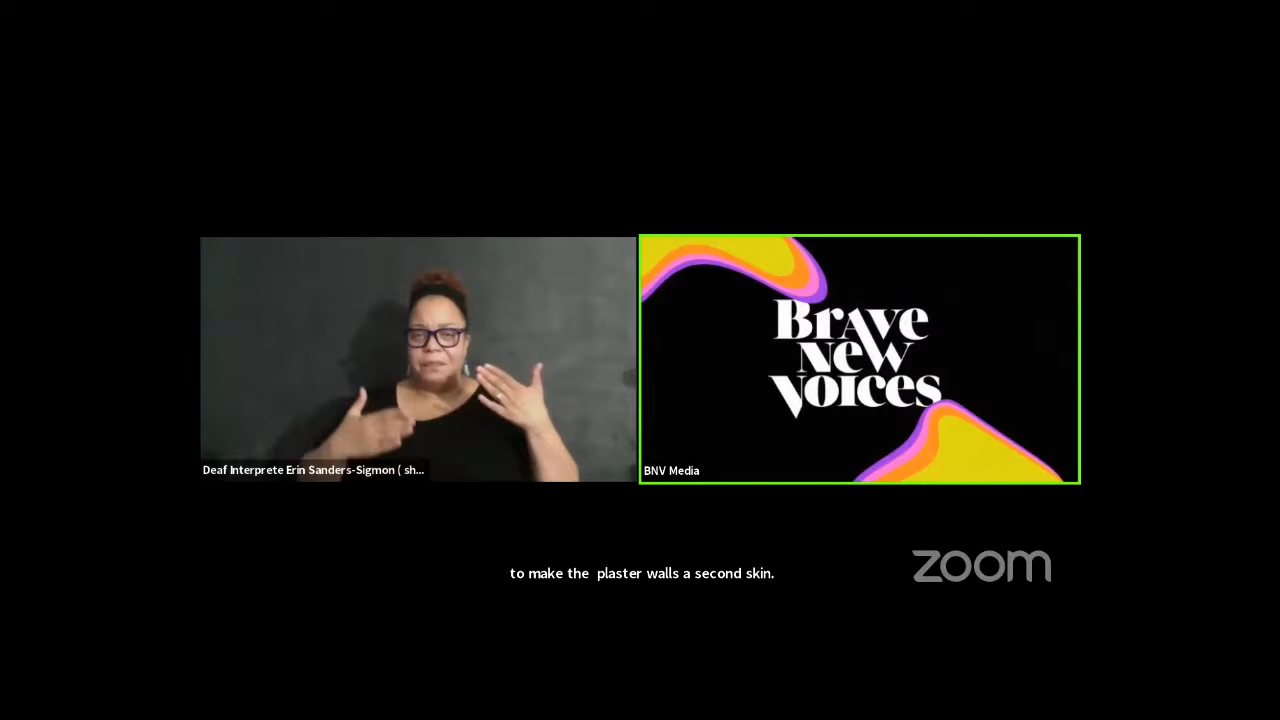 BrAve
New
Voices
Deaf Interprete Erin Sanders-Sigmon ( sh...
BNV Media
to make the  plaster walls a second skin.
zoom